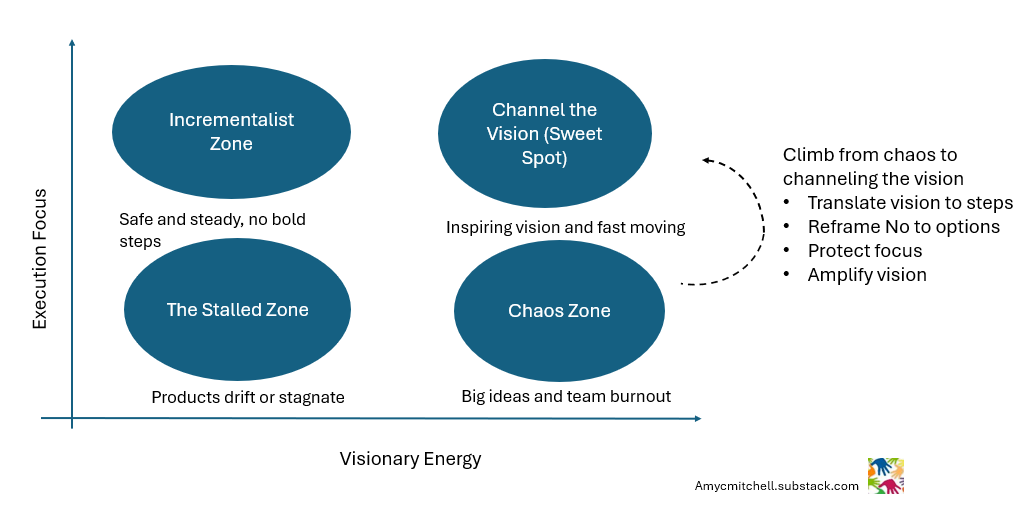 Incrementalist
Zone
Channel the
Vision (Sweet
Spot)
Safe and steady, no bold
steps
Inspiring vision and fast moving
The Stalled Zone
Chaos Zone
Products drift or stagnate
Big ideas and team burnout
Execution Focus
Visionary Energy
Climb from chaos to
channeling the vision
• Translate vision to steps
• Reframe No to options
• Protect focus
• Amplify vision
Amycmitchell.substack.com